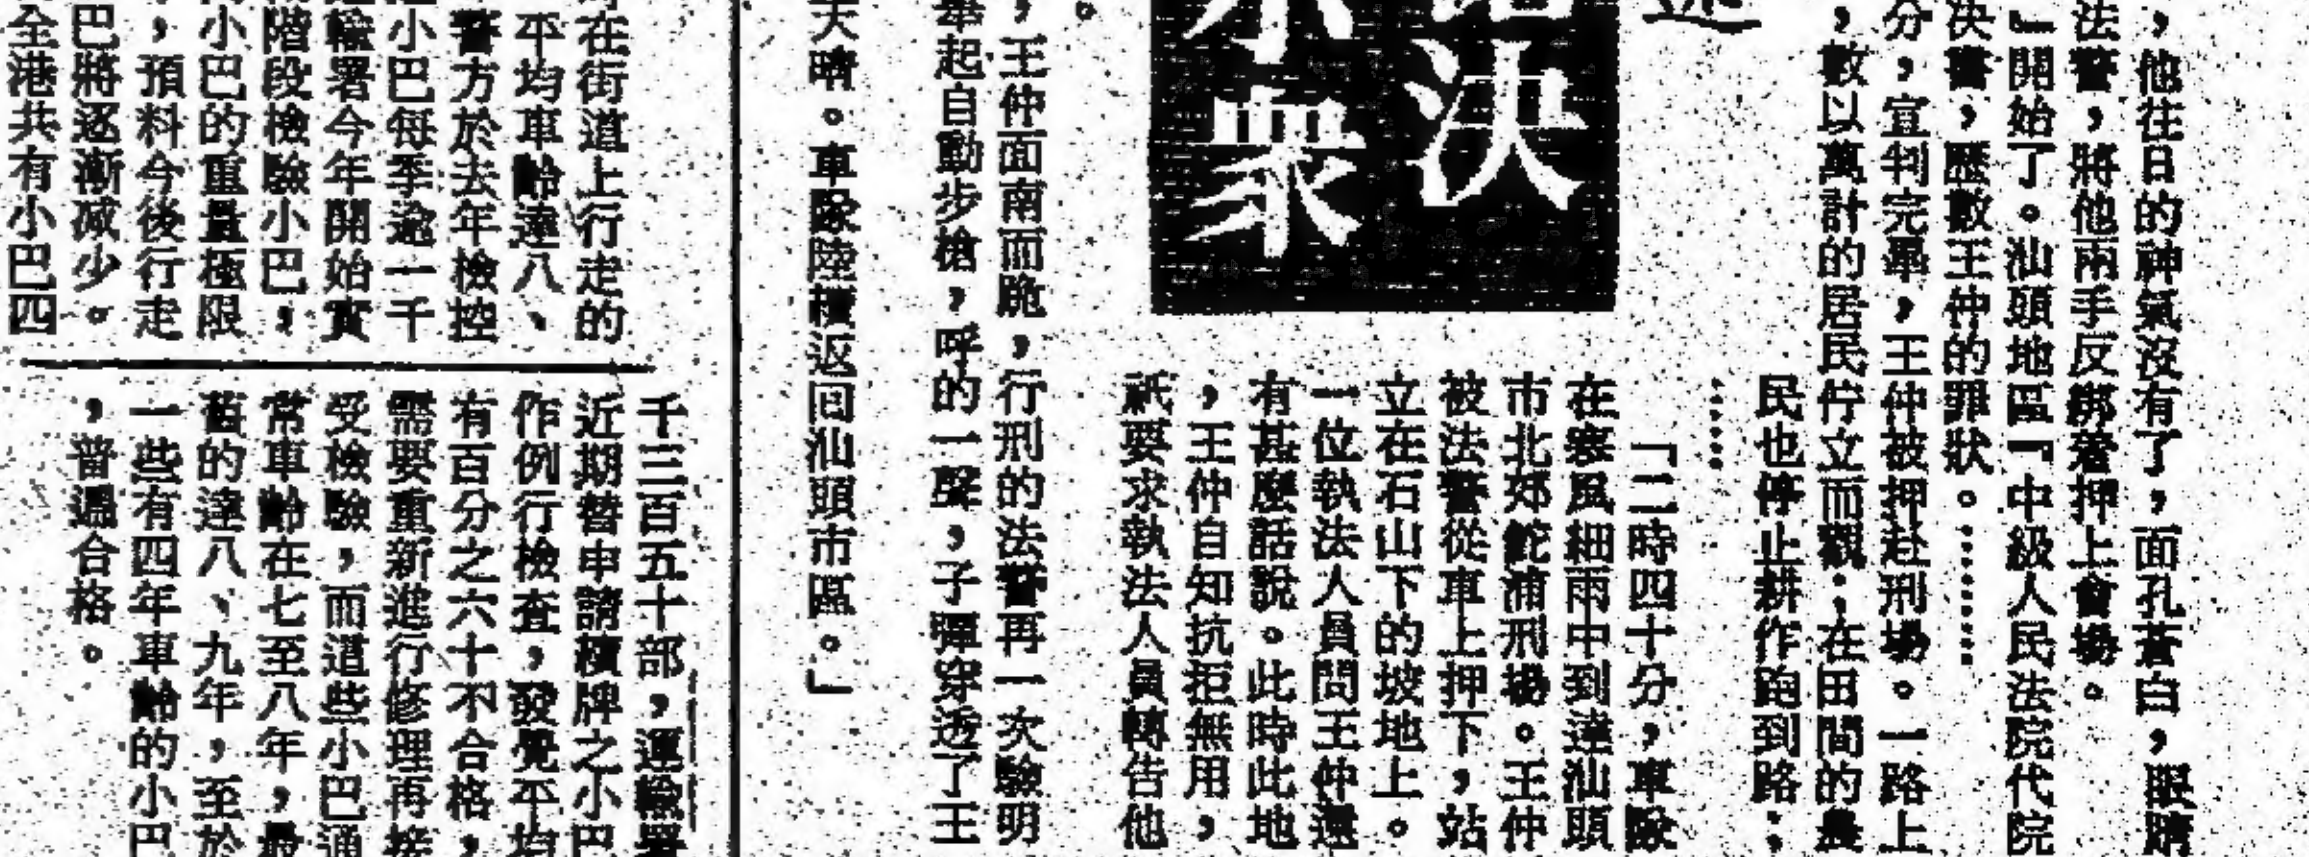 ，他往日的神氣沒有了，面孔蒼白，眼睛
法警，將他兩手反綁着押上會場。
』開始了。汕頭地區『中級人民法院代院
決書，歷數王仲的罪狀。………
分，宣判完畢，王仲被押赴刑場。一路上
，數以萬計的居民佇立而觀；在田間的農
民也停止耕作跑到路；
……
決
眾
「二時四十分，車隊
在寒風細雨中到達汕頭
市北郊鮀浦刑場。王仲
被法警從車上押下，站
立在石山下的坡地上。
一位執法人員問王仲還
有甚麼話說。此時此地
，王仲自知抗拒無用，
祇要求執法人員轉告他
。
，王仲面南而跪，行刑的法警再一次驗明
舉起自動步槍，呯的一聲，子彈穿透了王
天晴。車隊陸續返回汕頭市區。」
在街道上行走的
平均車齡達八、
警方於去年檢控
小巴每季逾一千
輸署今年開始實
階段檢驗小巴，
小巴的重量極限
，預料今後行走
巴將逐漸減少。
全港共有小巴四
千三百五十部，運輸署
近期替申請續牌之小巴
作例行檢查，發覺平均
有百分之六十不合格，
需要重新進行修理再接
受檢驗，而這些小巴通
常車齡在七至八年，最
舊的達八、九年，至於
一些有四年車齡的小巴
，普遍合格。